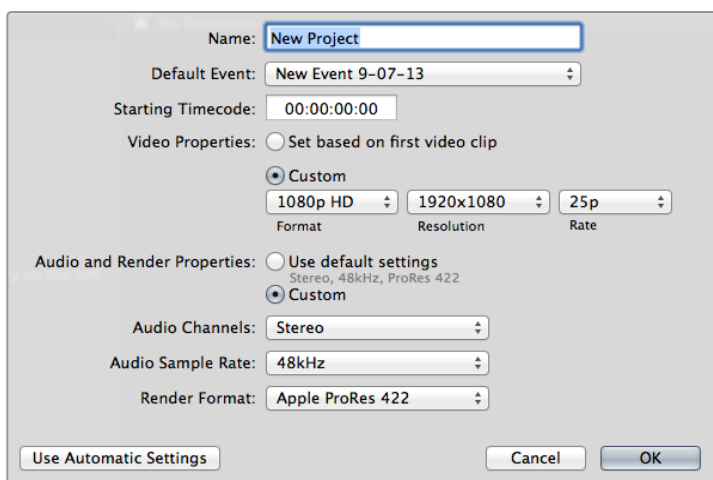 Name: New Project
Default Event: New Event 9-07-13
Starting Timecode: 00:00:00:00
Video Properties: Set based on first video clip
Custom
1080p HD 1920x1080 25p
Format Resolution Rate
Audio and Render Properties: Use default settings
Stereo, 48kHz, ProRes 422
Custom
Audio Channels: Stereo
Audio Sample Rate: 48kHz
Render Format: Apple ProRes 422
Use Automatic Settings Cancel OK